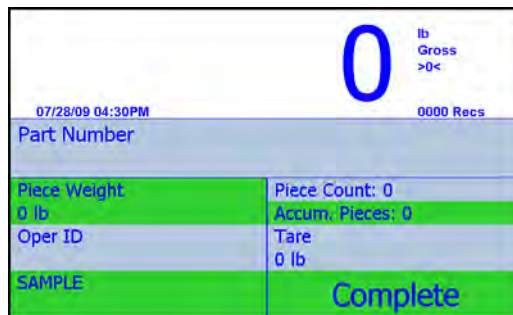 0
lb
Gross
>0<
07/28/09 04:30PM
0000 Recs
Part Number
Piece Weight
0 lb
Piece Count: 0
Accum. Pieces: 0
Oper ID
Tare
0 lb
SAMPLE
Complete